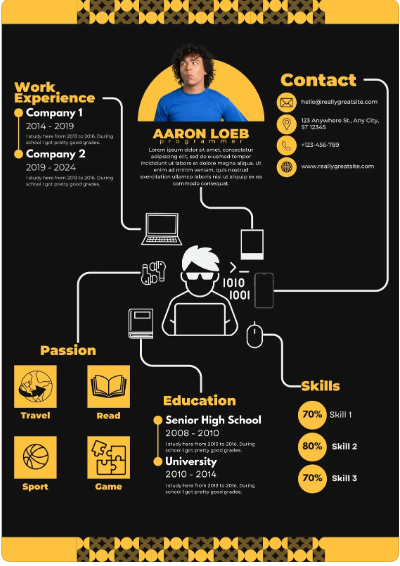 Work
Experience
Company 1
2014 - 2019
I study here from 2013 to 2016. During
school I got pretty good grades.
Company 2
2019 - 2024
I study here from 2013 to 2016. During
school I got pretty good grades.
AARON LOEB
programmer
Lorem ipsum dolor sit amet, consectetur
adipiscing elit, sed do eiusmod tempor
incididunt ut labore et dolore magna aliqua. Ut
enim ad minim veniam, quis nostrud
exercitation ullamco laboris nisi ut aliquip ex ea
commodo consequat.
Contact
hello@reallygreatsite.com
123 Anywhere St., Any City,
ST 12345
+123-456-789
www.reallygreatsite.com
1010
1001
Passion
Travel
Read
Sport
Game
Education
Senior High School
2008 - 2010
I study here from 2013 to 2016. During
school I got pretty good grades.
University
2010 - 2014
I study here from 2013 to 2016. During
school I got pretty good grades.
Skills
70% Skill 1
80% Skill 2
70% Skill 3